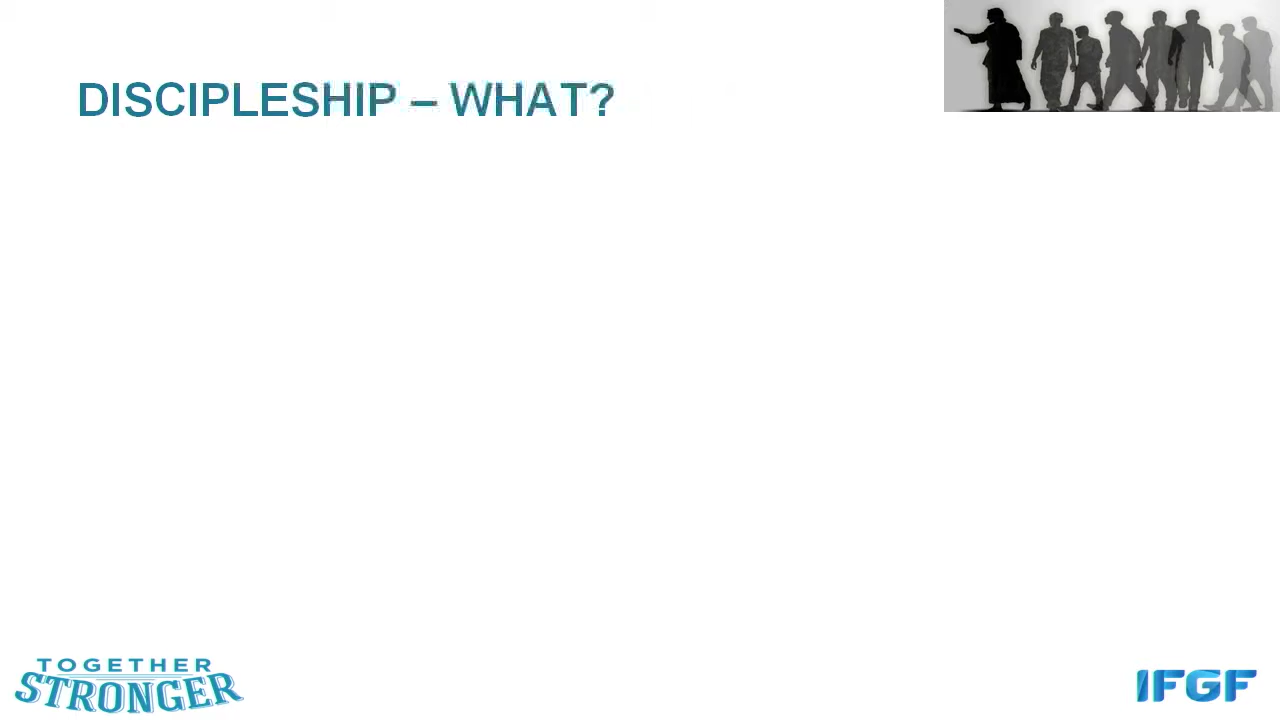 DISCIPLESHIP – WHAT?
TOGETHER
STRONGER
IFGF